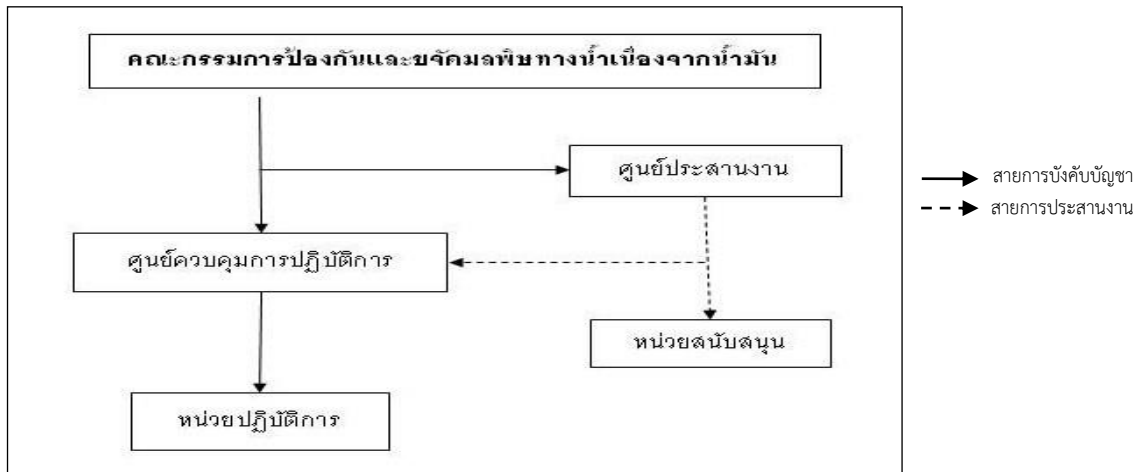 คณะกรรมการป้องกันและขจัดมลพิษทางน้ำเนื่องจากน้ำมัน
ศูนย์ประสานงาน
สายการบังคับบัญชา
สายการประสานงาน
ศูนย์ควบคุมการปฏิบัติการ
หน่วยสนับสนุน
หน่วยปฏิบัติการ